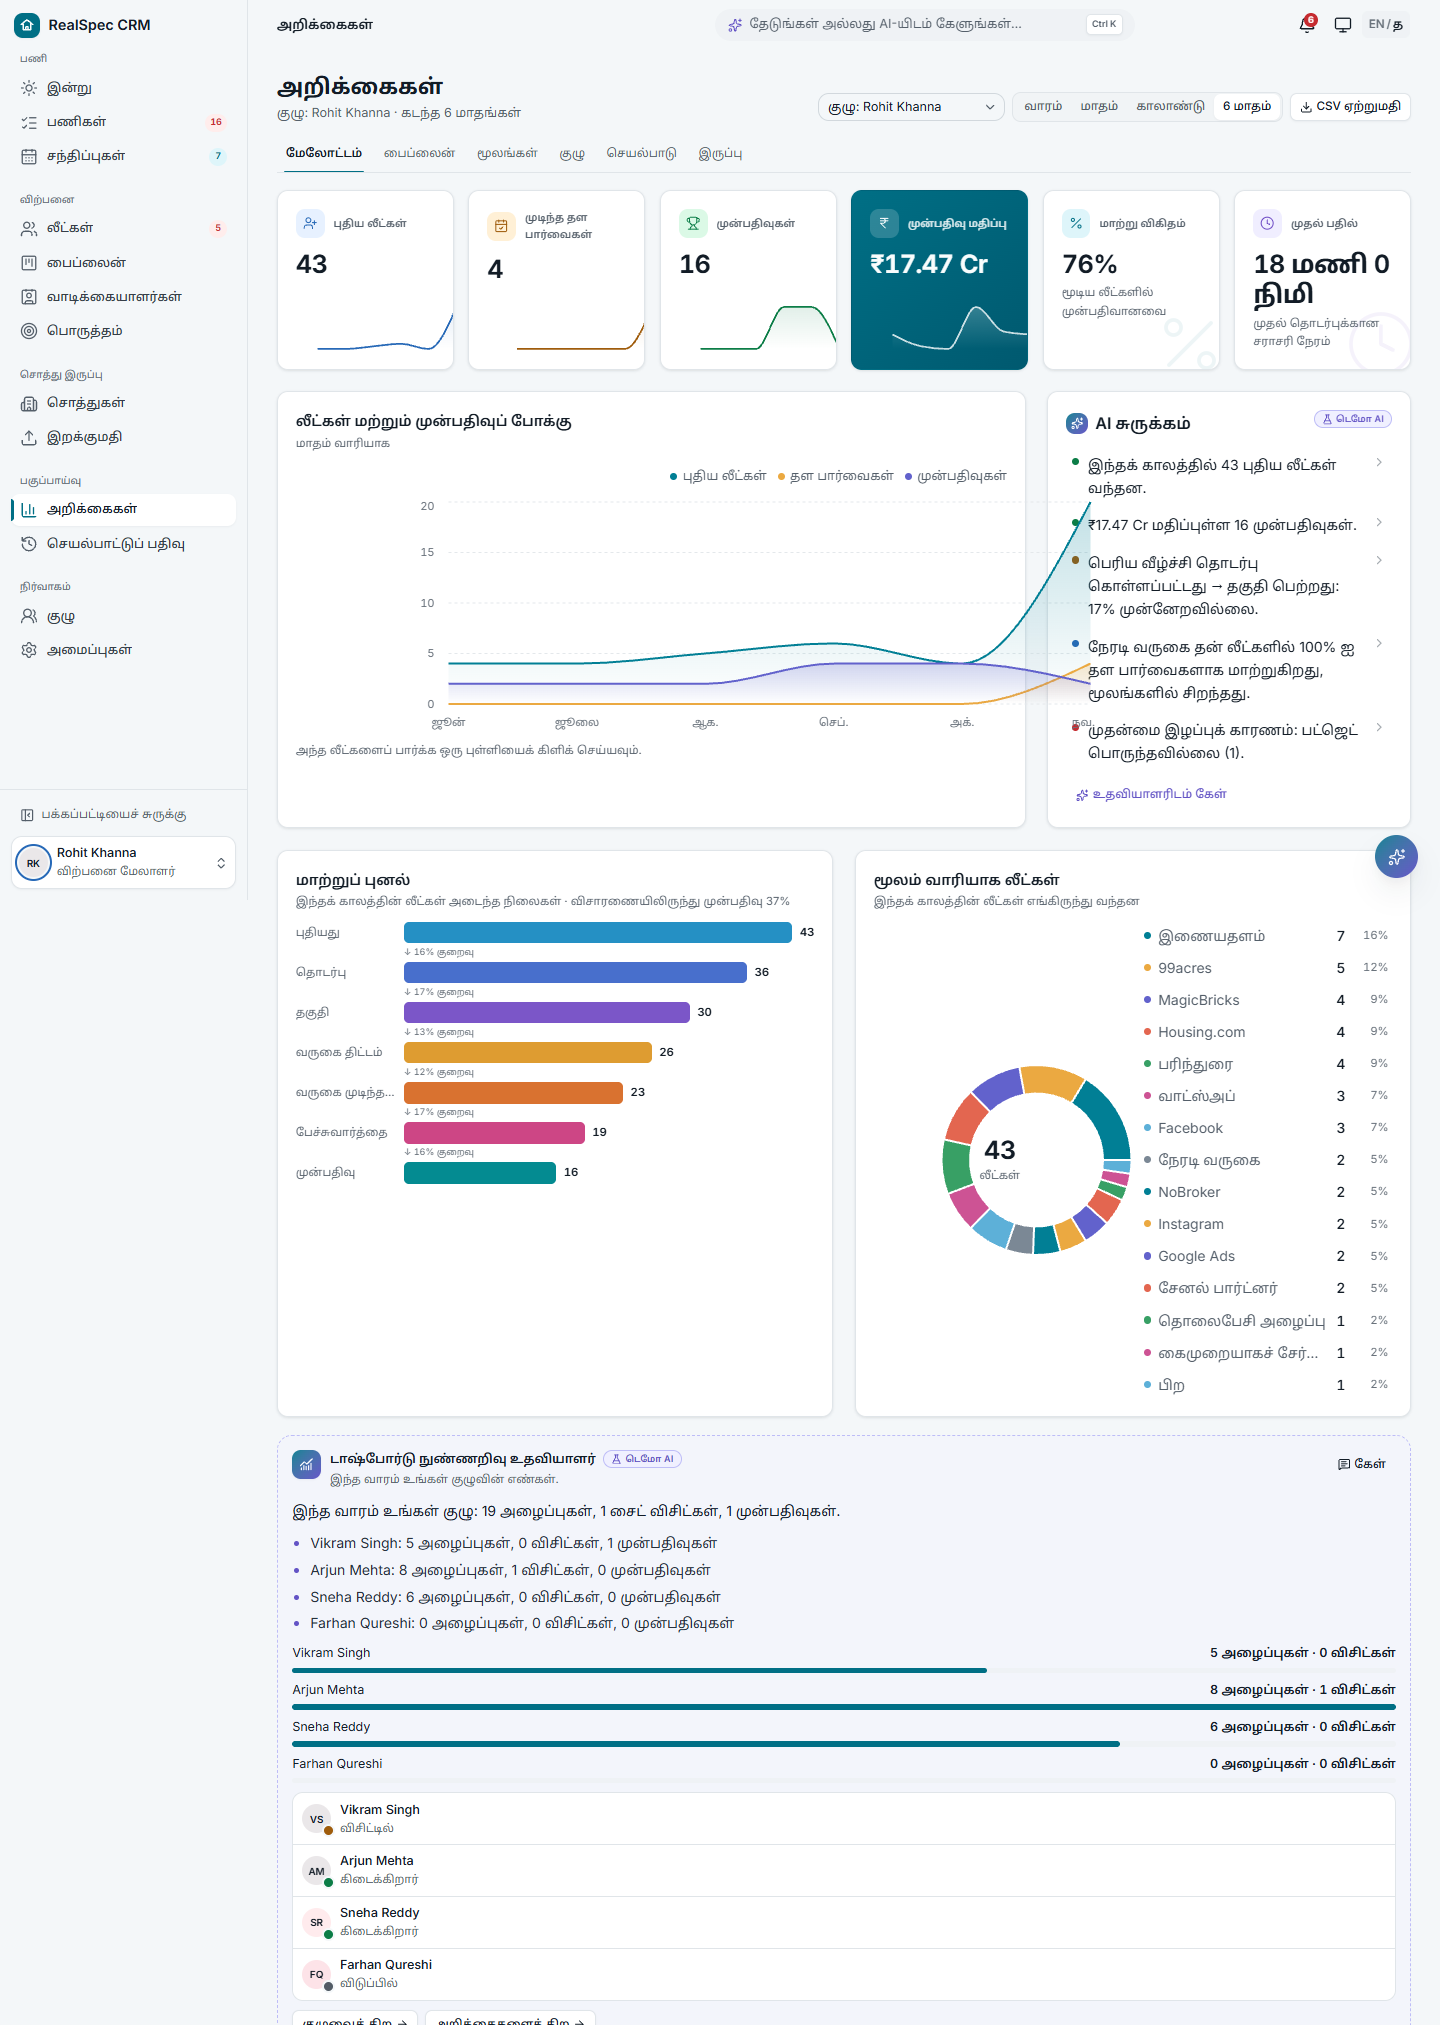 RealSpec CRM
பணி
இன்று
பணிகள் 16
சந்திப்புகள் 7
விற்பனை
லீட்கள் 5
பைப்லைன்
வாடிக்கையாளர்கள்
பொருத்தம்
சொத்து இருப்பு
சொத்துகள்
இறக்குமதி
பகுப்பாய்வு
அறிக்கைகள்
செயல்பாட்டுப் பதிவு
நிர்வாகம்
குழு
அமைப்புகள்
பக்கப்பட்டியைச் சுருக்கு
RK
Rohit Khanna
விற்பனை மேலாளர்
அறிக்கைகள்
தேடுங்கள் அல்லது AI-யிடம் கேளுங்கள்... Ctrl K
6
EN / த
அறிக்கைகள்
குழு: Rohit Khanna · கடந்த 6 மாதங்கள்
குழு: Rohit Khanna
வாரம் மாதம் காலாண்டு 6 மாதம்
CSV ஏற்றுமதி
மேலோட்டம் பைப்லைன் மூலங்கள் குழு செயல்பாடு இருப்பு
புதிய லீட்கள்
43
முடிந்த தள
பார்வைகள்
4
முன்பதிவுகள்
16
₹ முன்பதிவு மதிப்பு
₹17.47 Cr
மாற்று விகிதம்
76%
மூடிய லீட்களில்
முன்பதிவானவை
முதல் பதில்
18 மணி 0
நிமி
முதல் தொடர்புக்கான
சராசரி நேரம்
லீட்கள் மற்றும் முன்பதிவுப் போக்கு
மாதம் வாரியாக
புதிய லீட்கள் தள பார்வைகள் முன்பதிவுகள்
20
15
10
5
0
ஜூன் ஜூலை ஆக. செப். அக். நவ.
அந்த லீட்களைப் பார்க்க ஒரு புள்ளியைக் கிளிக் செய்யவும்.
AI சுருக்கம்
டெமோ AI
இந்தக் காலத்தில் 43 புதிய லீட்கள்
வந்தன.
₹17.47 Cr மதிப்புள்ள 16 முன்பதிவுகள்.
பெரிய வீழ்ச்சி தொடர்பு
கொள்ளப்பட்டது → தகுதி பெற்றது:
17% முன்னேறவில்லை.
நேரடி வருகை தன் லீட்களில் 100% ஐ
தள பார்வைகளாக மாற்றுகிறது,
மூலங்களில் சிறந்தது.
முதன்மை இழப்புக் காரணம்: பட்ஜெட்
பொருந்தவில்லை (1).
உதவியாளரிடம் கேள்
மாற்றுப் புனல்
இந்தக் காலத்தின் லீட்கள் அடைந்த நிலைகள் · விசாரணையிலிருந்து முன்பதிவு 37%
புதியது 43
↓ 16% குறைவு
தொடர்பு 36
↓ 17% குறைவு
தகுதி 30
↓ 13% குறைவு
வருகை திட்டம் 26
↓ 12% குறைவு
வருகை முடிந்த... 23
↓ 17% குறைவு
பேச்சுவார்த்தை 19
↓ 16% குறைவு
முன்பதிவு 16
மூலம் வாரியாக லீட்கள்
இந்தக் காலத்தின் லீட்கள் எங்கிருந்து வந்தன
43
லீட்கள்
இணையதளம் 7 16%
99acres 5 12%
MagicBricks 4 9%
Housing.com 4 9%
பரிந்துரை 4 9%
வாட்ஸ்அப் 3 7%
Facebook 3 7%
நேரடி வருகை 2 5%
NoBroker 2 5%
Instagram 2 5%
Google Ads 2 5%
சேனல் பார்ட்னர் 2 5%
தொலைபேசி அழைப்பு 1 2%
கைமுறையாகச் சேர்... 1 2%
பிற 1 2%
டாஷ்போர்டு நுண்ணறிவு உதவியாளர் டெமோ AI
இந்த வாரம் உங்கள் குழுவின் எண்கள்.
கேள்
இந்த வாரம் உங்கள் குழு: 19 அழைப்புகள், 1 சைட் விசிட்கள், 1 முன்பதிவுகள்.
Vikram Singh: 5 அழைப்புகள், 0 விசிட்கள், 1 முன்பதிவுகள்
Arjun Mehta: 8 அழைப்புகள், 1 விசிட்கள், 0 முன்பதிவுகள்
Sneha Reddy: 6 அழைப்புகள், 0 விசிட்கள், 0 முன்பதிவுகள்
Farhan Qureshi: 0 அழைப்புகள், 0 விசிட்கள், 0 முன்பதிவுகள்
Vikram Singh 5 அழைப்புகள் · 0 விசிட்கள்
Arjun Mehta 8 அழைப்புகள் · 1 விசிட்கள்
Sneha Reddy 6 அழைப்புகள் · 0 விசிட்கள்
Farhan Qureshi 0 அழைப்புகள் · 0 விசிட்கள்
VS Vikram Singh
விசிட்டில்
AM Arjun Mehta
கிடைக்கிறார்
SR Sneha Reddy
கிடைக்கிறார்
FQ Farhan Qureshi
விடுப்பில்
குழுவைத் திற → அறிக்கைகளைத் திற →